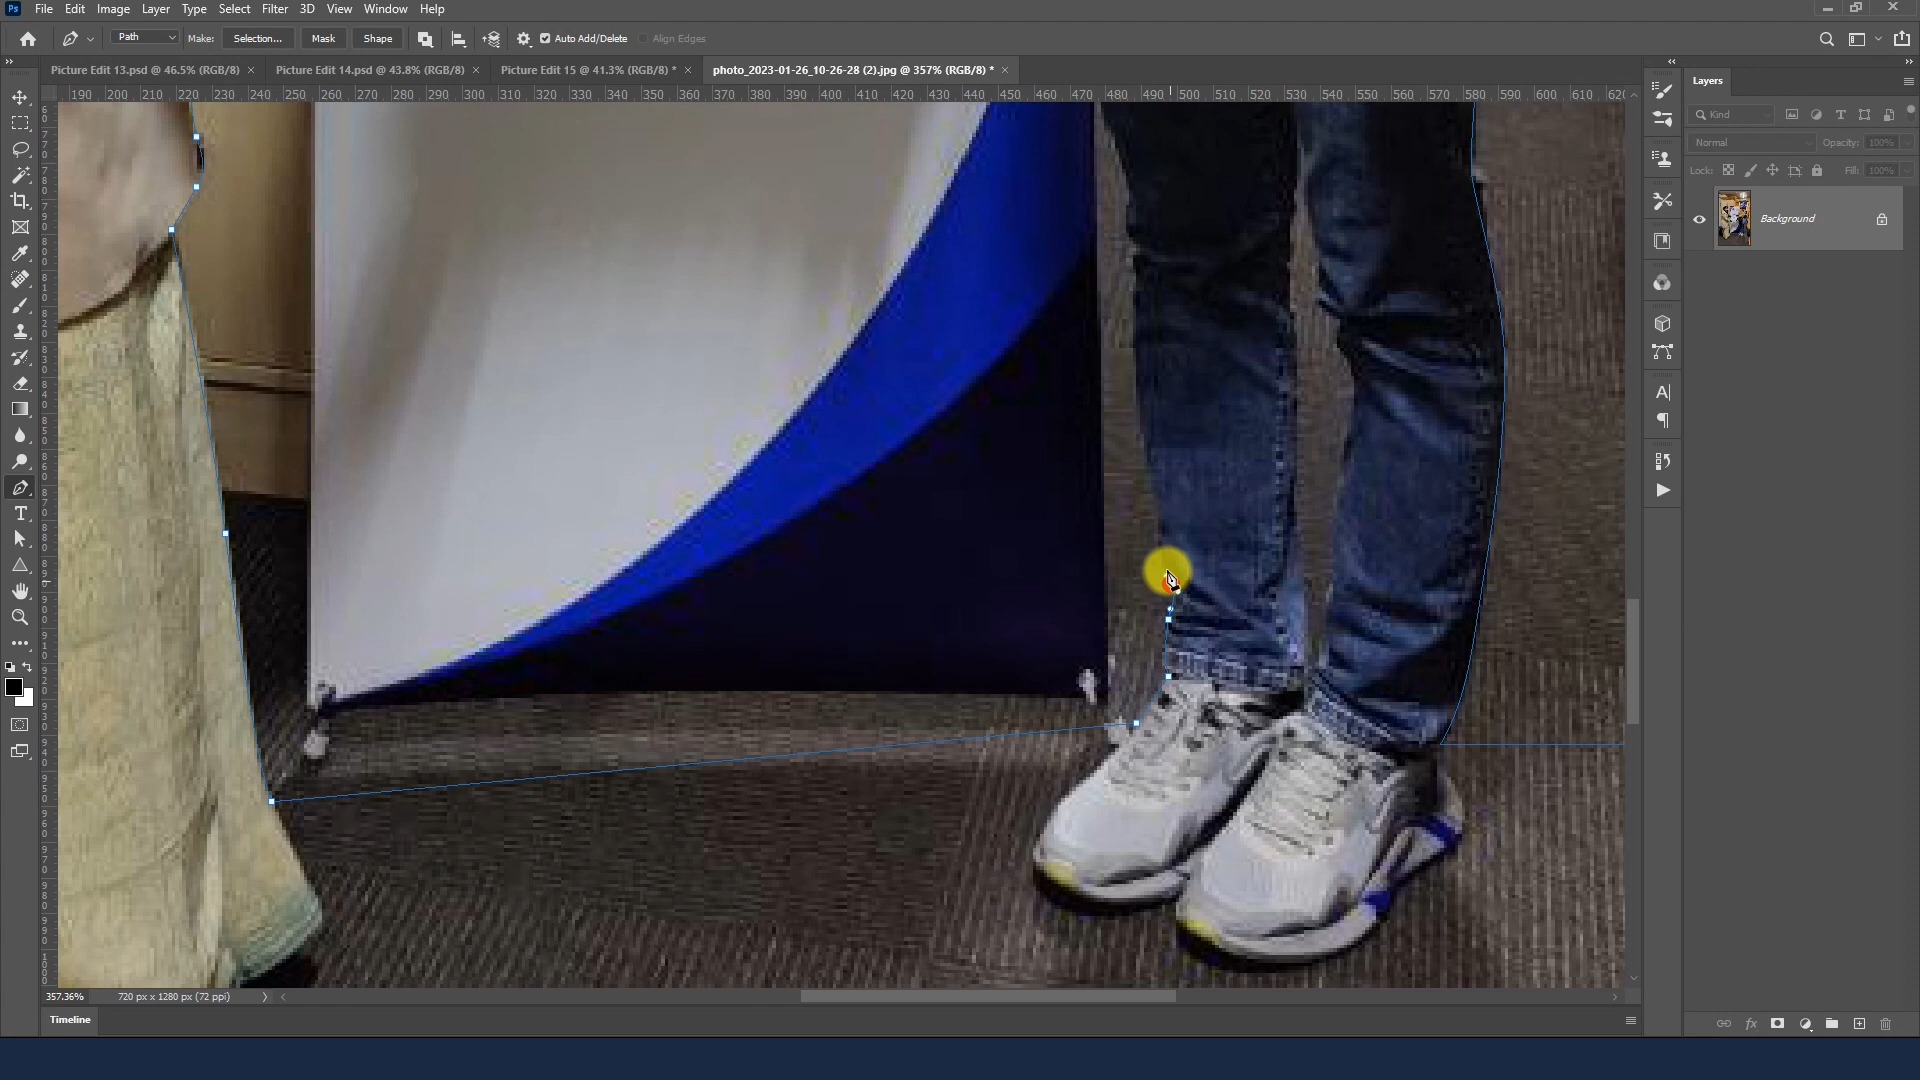 Ps File Edit Image Layer Type Select Filter 3D View Window Help
Path Make: Selection... Mask Shape Auto Add/Delete Align Edges
Picture Edit 13.psd @ 46.5% (RGB/8) Picture Edit 14.psd @ 43.8% (RGB/8) Picture Edit 15 @ 41.3% (RGB/8) * photo_2023-01-26_10-26-28 (2).jpg @ 357% (RGB/8) *
Layers
190 200 210 220 230 240 250 260 270 280 290 300 310 320 330 340 350 360 370 380 390 400 410 420 430 440 450 460 470 480 490 500 510 520 530 540 550 560 570 580 590 600 610
Kind
Normal Opacity: 100%
Lock: Fill: 100%
Background
357.36% 720 px x 1280 px (72 ppi)
Timeline